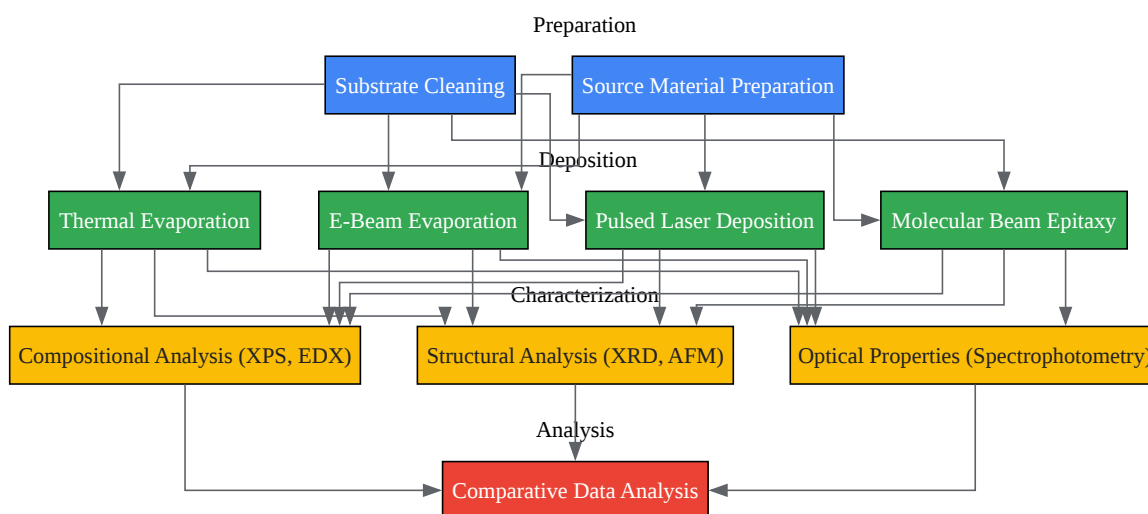 Preparation
Substrate Cleaning
Source Material Preparation
Deposition
Thermal Evaporation
E-Beam Evaporation
Pulsed Laser Deposition
Molecular Beam Epitaxy
Characterization
Compositional Analysis (XPS, EDX)
Structural Analysis (XRD, AFM)
Optical Properties (Spectrophotometry)
Analysis
Comparative Data Analysis